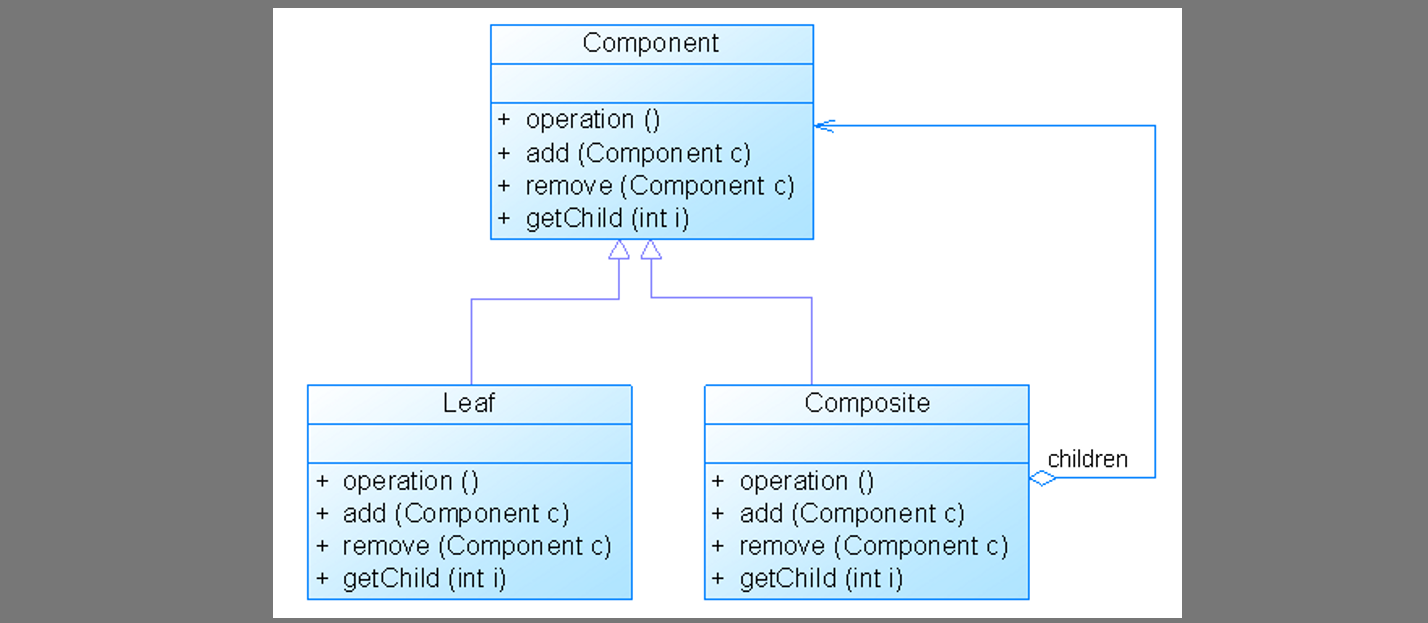 Component
+ operation ()
+ add (Component c)
+ remove (Component c)
+ getChild (int i)
Leaf
+ operation ()
+ add (Component c)
+ remove (Component c)
+ getChild (int i)
Composite
+ operation ()
+ add (Component c)
+ remove (Component c)
+ getChild (int i)
children